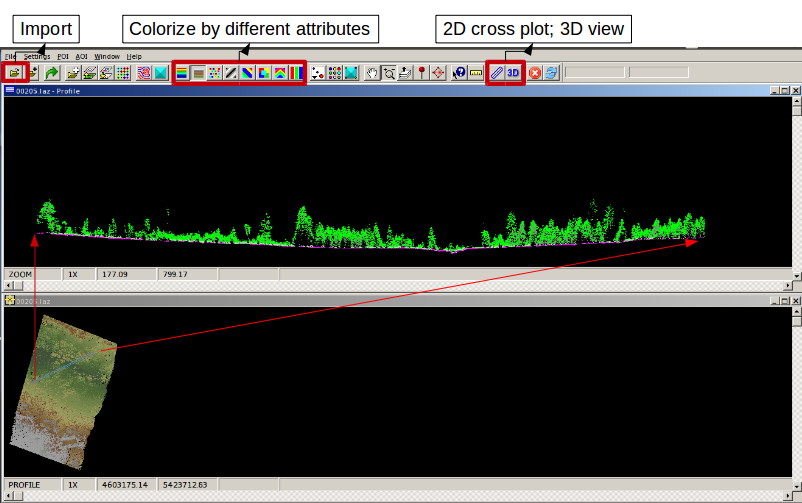 Import
Colorize by different attributes
2D cross plot; 3D view
File Settings POI AOI Window Help
3D
00205.laz - Profile
ZOOM 1X 177.09 799.17
00205.laz
PROFILE 1X 4603175.14 5423712.83